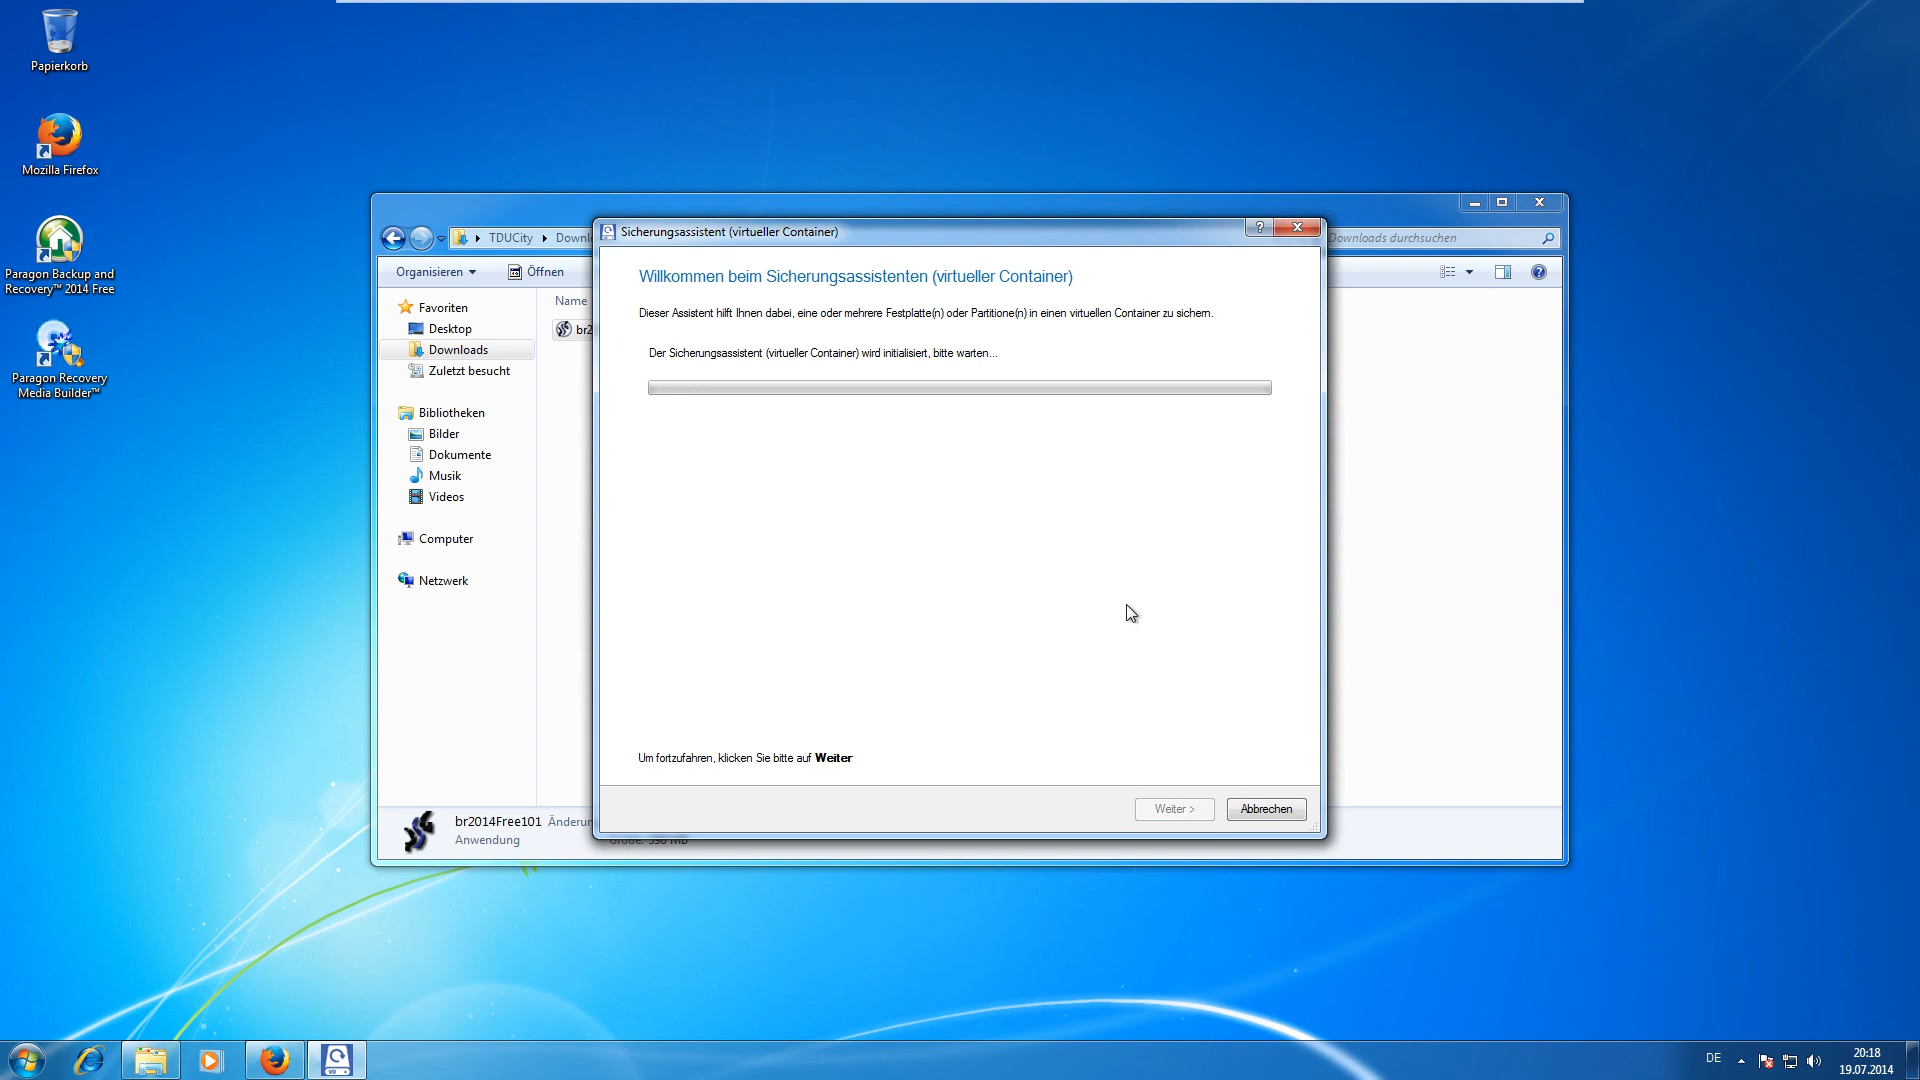 Papierkorb
Mozilla Firefox
Paragon Backup and
Recovery™ 2014 Free
Paragon Recovery
Media Builder™
TDUCity
Downl
Downloads durchsuchen
Organisieren
Öffnen
Favoriten
Desktop
Downloads
Zuletzt besucht
Bibliotheken
Bilder
Dokumente
Musik
Videos
Computer
Netzwerk
Name
br2
Sicherungsassistent (virtueller Container)
Willkommen beim Sicherungsassistenten (virtueller Container)
Dieser Assistent hilft Ihnen dabei, eine oder mehrere Festplatte(n) oder Partitione(n) in einen virtuellen Container zu sichern.
Der Sicherungsassistent (virtueller Container) wird initialisiert, bitte warten...
Um fortzufahren, klicken Sie bitte auf Weiter
Weiter >
Abbrechen
br2014Free101 Änderun
Anwendung
DE
20:18
19.07.2014